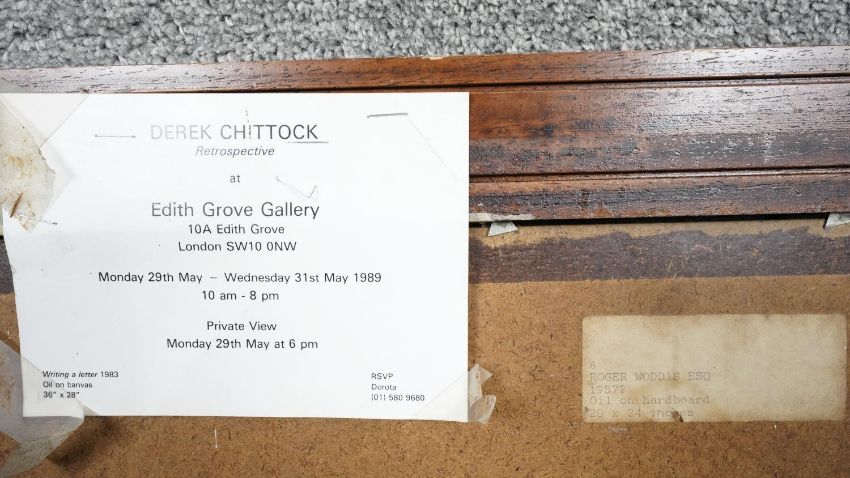 DEREK CHITTOCK
Retrospective
at
Edith Grove Gallery
10A Edith Grove
London SW10 0NW
Monday 29th May – Wednesday 31st May 1989
10 am - 8 pm
Private View
Monday 29th May at 6 pm
Writing a letter 1983
Oil on canvas
36" x 28"
RSVP
Dorota
(01) 580 9680
6
ROGER WODDIS ESQ
1957?
Oil on hardboard
20 x 24 inches